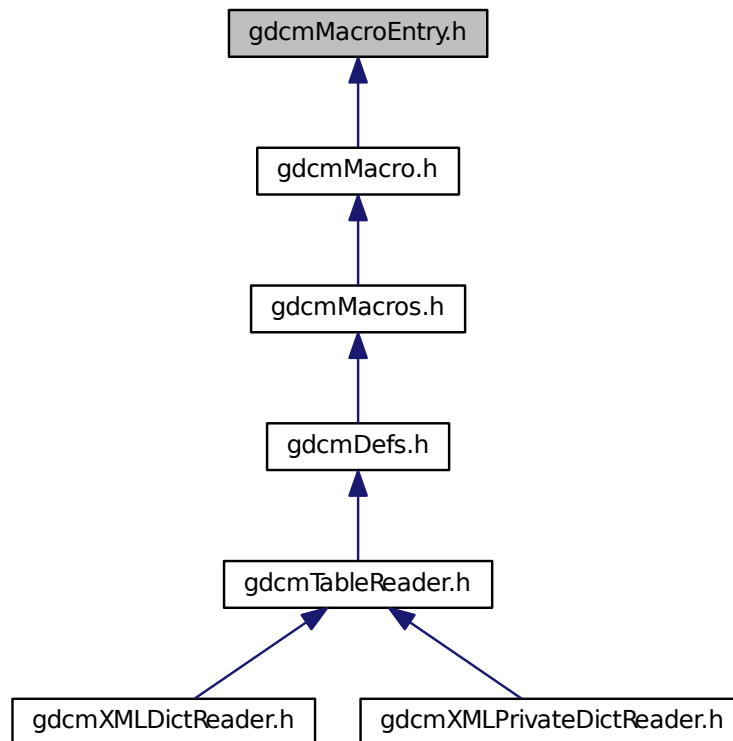 gdcmMacroEntry.h
gdcmMacro.h
gdcmMacros.h
gdcmDefs.h
gdcmTableReader.h
gdcmXMLDictReader.h
gdcmXMLPrivateDictReader.h